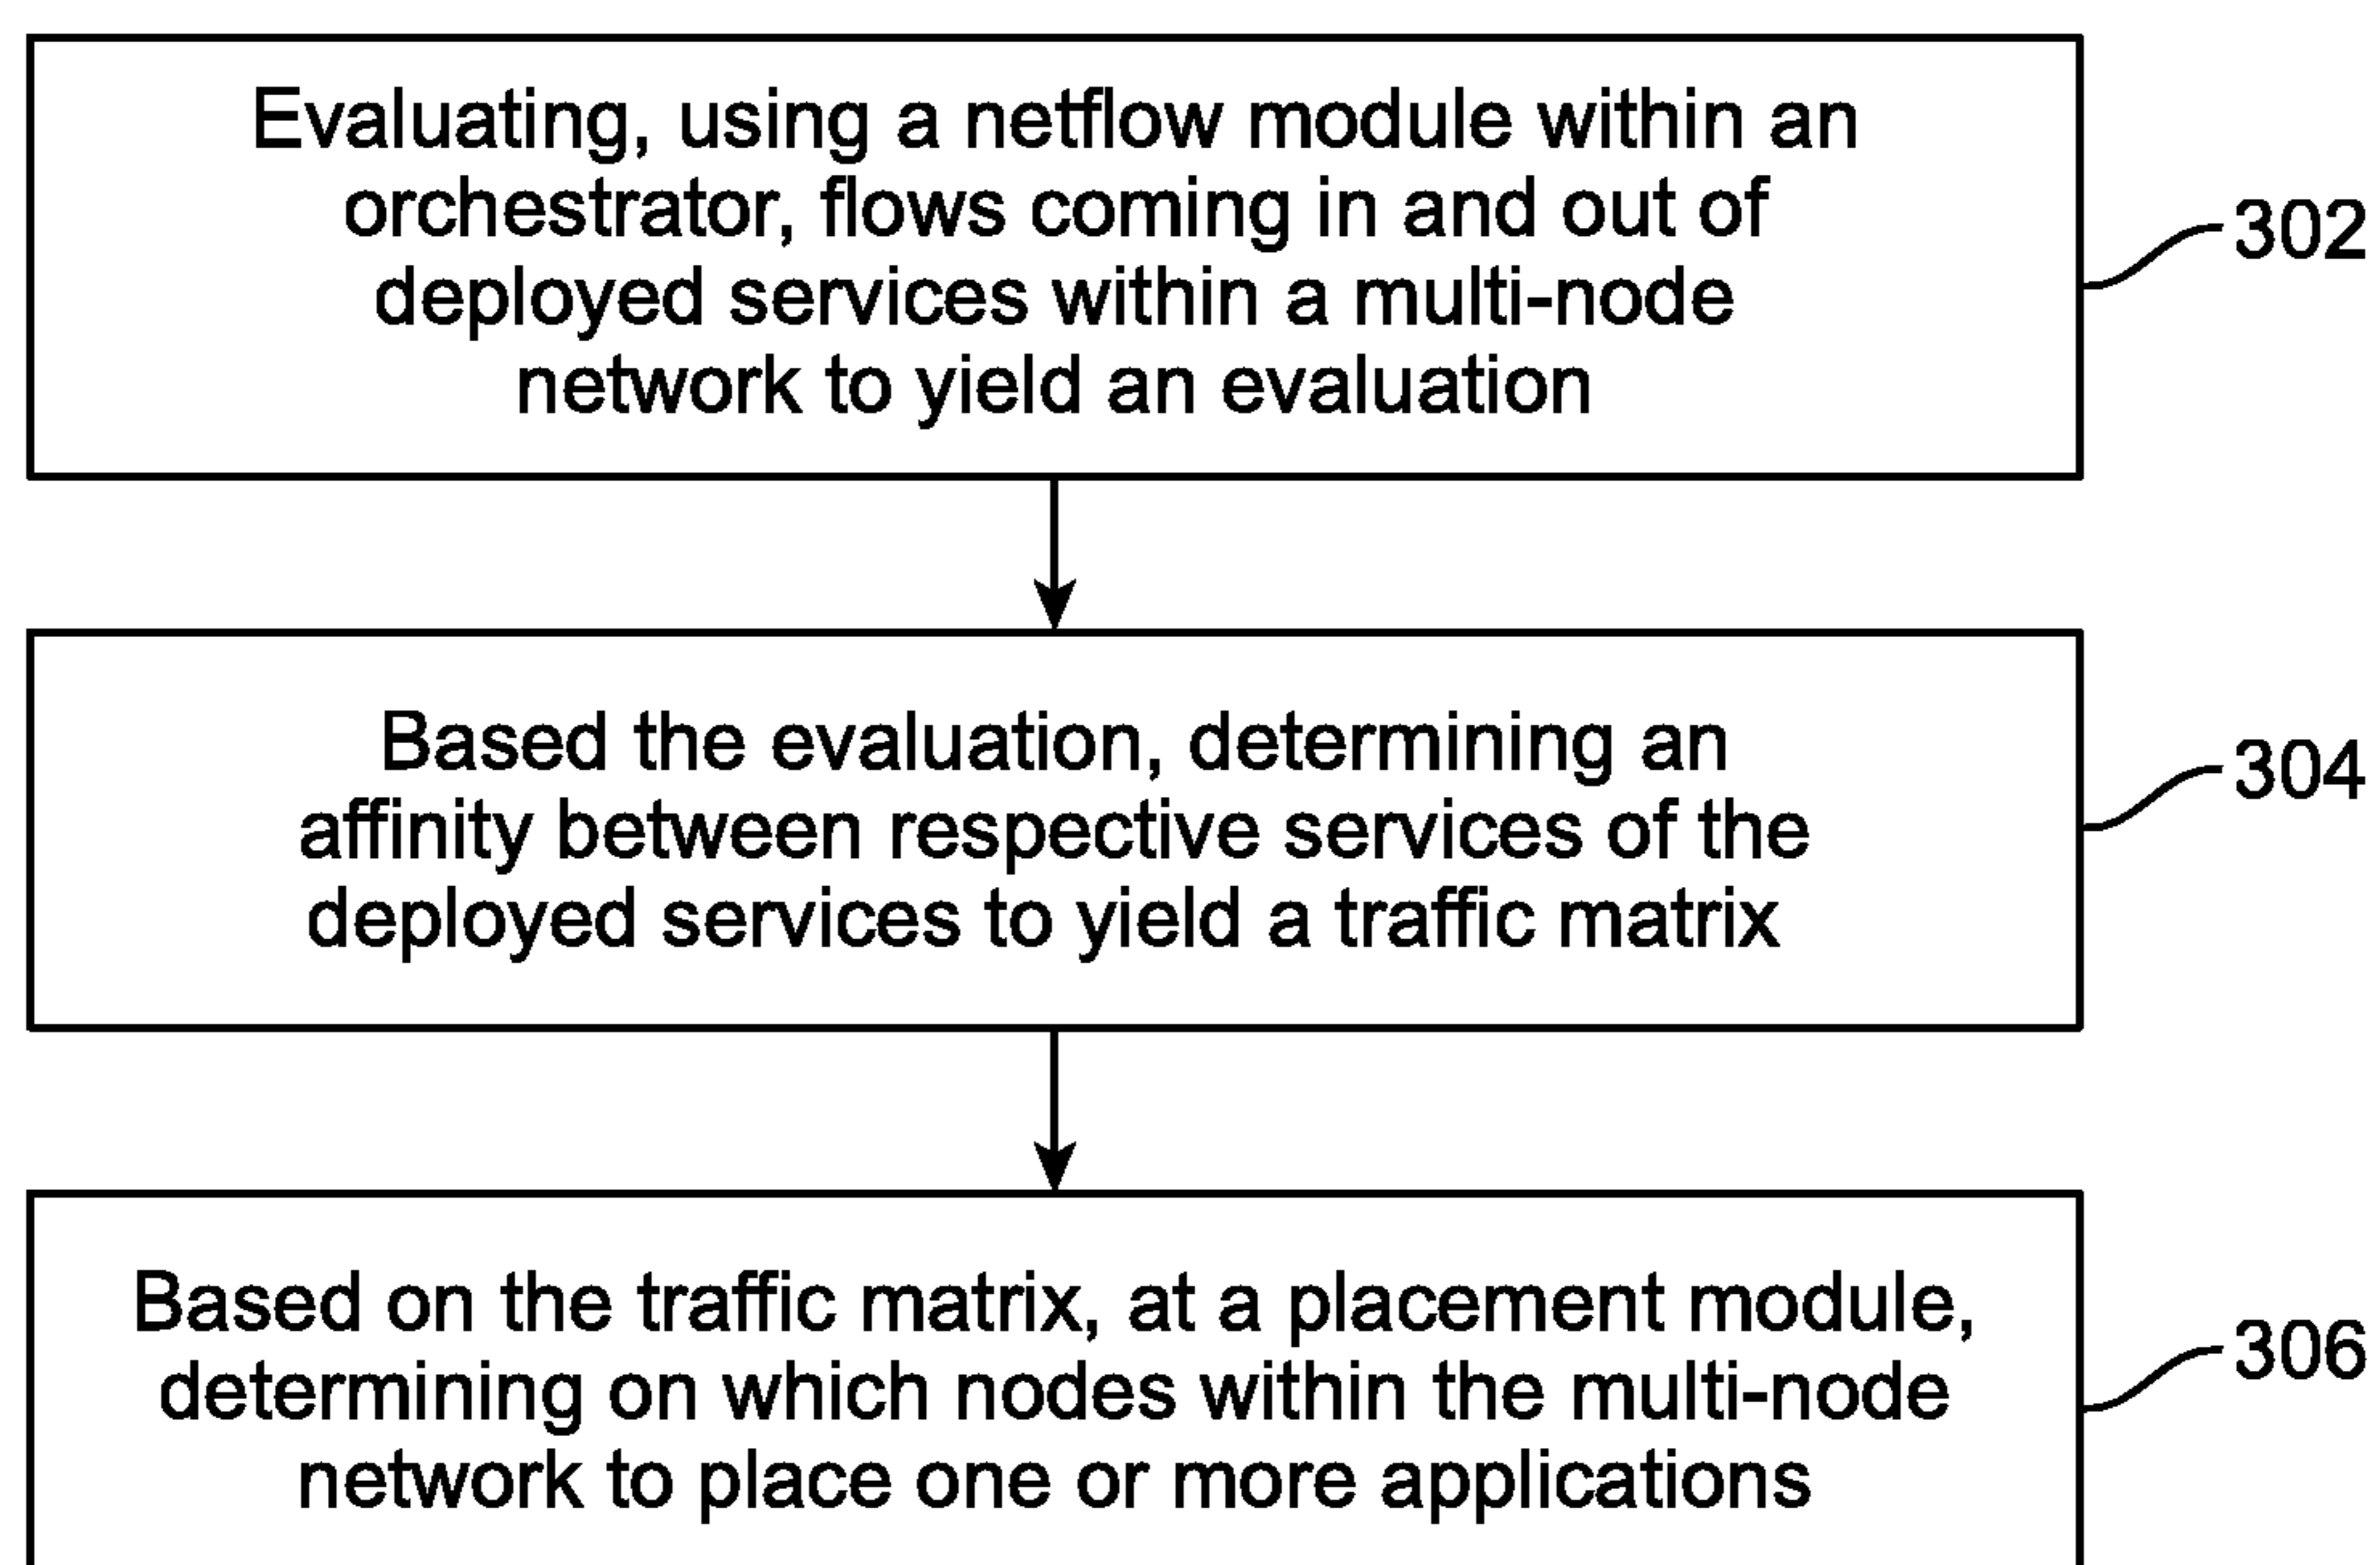 Evaluating, using a netflow module within an
orchestrator, flows coming in and out of
deployed services within a multi-node
network to yield an evaluation
302
Based the evaluation, determining an
affinity between respective services of the
deployed services to yield a traffic matrix
304
Based on the traffic matrix, at a placement module,
determining on which nodes within the multi-node
network to place one or more applications
306